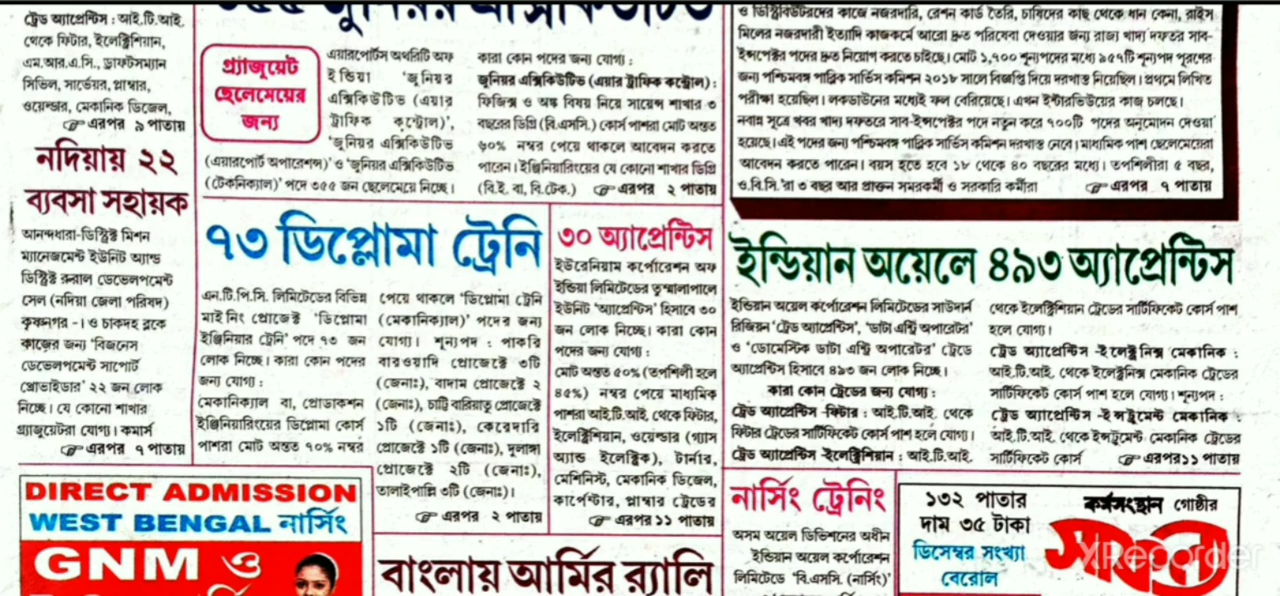 ট্রেড অ্যাপ্রেন্টিস : আই.টি.আই.
থেকে ফিটার, ইলেক্ট্রিশিয়ান,
এম.আর.এ.সি., ড্রাফটসম্যান
সিভিল, সার্ভেয়র, প্লাম্বার,
ওয়েল্ডার, মেকানিক ডিজেল,
এরপর ৯ পাতায়
নদিয়ায় ২২
ব্যবসা সহায়ক
আনন্দধারা-ডিস্ট্রিক্ট মিশন
ম্যানেজমেন্ট ইউনিট অ্যান্ড
ডিস্ট্রিক্ট রুরাল ডেভেলপমেন্ট
সেল (নদিয়া জেলা পরিষদ)
কৃষ্ণনগর -। ও চাকদহ ব্লকে
কাজের জন্য 'বিজনেস
ডেভেলপমেন্ট সাপোর্ট
প্রোভাইডার' ২২ জন লোক
নিচ্ছে। যে কোনো শাখার
গ্র্যাজুয়েটরা যোগ্য। কমার্স
এরপর ৭ পাতায়
DIRECT ADMISSION
WEST BENGAL নার্সিং
GNM ও
৩৫৫ জুনিয়র এক্সিকিউটিভ
গ্র্যাজুয়েট
ছেলেমেয়ের
জন্য
এয়ারপোর্টস অথরিটি অফ
ইন্ডিয়া 'জুনিয়র
এক্সিকিউটিভ (এয়ার
ট্রাফিক কন্ট্রোল)',
'জুনিয়র এক্সিকিউটিভ
(এয়ারপোর্ট অপারেশন্স)' ও 'জুনিয়র এক্সিকিউটিভ
(টেকনিক্যাল)' পদে ৩৫৫ জন ছেলেমেয়ে নিচ্ছে।
কারা কোন পদের জন্য যোগ্য :
জুনিয়র এক্সিকিউটিভ (এয়ার ট্রাফিক কন্ট্রোল) :
ফিজিক্স ও অঙ্ক বিষয় নিয়ে সায়েন্স শাখার ৩
বছরের ডিগ্রি (বি.এসসি.) কোর্স পাশরা মোট অন্তত
৬০% নম্বর পেয়ে থাকলে আবেদন করতে
পারেন। ইঞ্জিনিয়ারিংয়ের যে কোনো শাখার ডিগ্রি
(বি.ই. বা, বি.টেক.) এরপর ২ পাতায়
৭৩ ডিপ্লোমা ট্রেনি
এন.টি.পি.সি. লিমিটেডের বিভিন্ন
মাইনিং প্রোজেক্টে 'ডিপ্লোমা
ইঞ্জিনিয়ার ট্রেনি' পদে ৭৩ জন
লোক নিচ্ছে। কারা কোন পদের
জন্য যোগ্য :
মেকানিক্যাল বা, প্রোডাকশন
ইঞ্জিনিয়ারিংয়ের ডিপ্লোমা কোর্স
পাশরা মোট অন্তত ৭০% নম্বর
পেয়ে থাকলে 'ডিপ্লোমা ট্রেনি
(মেকানিক্যাল)' পদের জন্য
যোগ্য। শূন্যপদ : পাকরি
বারওয়াদি প্রোজেক্টে ৩টি
(জেনাঃ), বাদাম প্রোজেক্টে ২
(জেনাঃ), চাট্টি বারিয়াতু প্রোজেক্টে
১টি (জেনাঃ), কেরেদারি
প্রোজেক্টে ১টি (জেনাঃ), দুলাঙ্গা
প্রোজেক্টে ২টি (জেনাঃ),
তালাইপাল্লি ৩টি (জেনাঃ)।
এরপর ২ পাতায়
৩০ অ্যাপ্রেন্টিস
ইউরেনিয়াম কর্পোরেশন অফ
ইন্ডিয়া লিমিটেডের তুম্মালাপালে
ইউনিট 'অ্যাপ্রেন্টিস' হিসাবে ৩০
জন লোক নিচ্ছে। কারা কোন
পদের জন্য যোগ্য :
মোট অন্তত ৫০% (তপশিলী হলে
৪৫%) নম্বর পেয়ে মাধ্যমিক
পাশরা আই.টি.আই. থেকে ফিটার,
ইলেক্ট্রিশিয়ান, ওয়েল্ডার (গ্যাস
অ্যান্ড ইলেক্ট্রিক), টার্নার,
মেশিনিস্ট, মেকানিক ডিজেল,
কার্পেন্টার, প্লাম্বার ট্রেডের
এরপর ১১ পাতায়
বাংলায় আর্মির র‍্যালি
ও ডিস্ট্রিবিউটরদের কাজে নজরদারি, রেশন কার্ড তৈরি, চাষিদের কাছ থেকে ধান কেনা, রাইস
মিলের নজরদারী ইত্যাদি কাজকর্মে আরো দ্রুত পরিষেবা দেওয়ার জন্য রাজ্য খাদ্য দফতর সাব-
ইন্সপেক্টর পদে দ্রুত নিয়োগ করতে চাইছে। মোট ১,৭০০ শূন্যপদের মধ্যে ৯৫৭টি শূন্যপদ পূরণের
জন্য পশ্চিমবঙ্গ পাব্লিক সার্ভিস কমিশন ২০১৮ সালে বিজ্ঞপ্তি দিয়ে দরখাস্ত নিয়েছিল। প্রথমে লিখিত
পরীক্ষা হয়েছিল। লকডাউনের মধ্যেই ফল বেরিয়েছে। এখন ইন্টারভিউয়ের কাজ চলছে।
নবান্ন সূত্রে খবর খাদ্য দফতরে সাব-ইন্সপেক্টর পদে নতুন করে ৭০০টি পদের অনুমোদন দেওয়া
হয়েছে। এই পদের জন্য পশ্চিমবঙ্গ পাব্লিক সার্ভিস কমিশন দরখাস্ত নেবে। মাধ্যমিক পাশ ছেলেমেয়েরা
আবেদন করতে পারেন। বয়স হতে হবে ১৮ থেকে ৪০ বছরের মধ্যে। তপশিলীরা ৫ বছর,
ও.বি.সি.'রা ৩ বছর আর প্রাক্তন সমরকর্মী ও সরকারি কর্মীরা এরপর ৭ পাতায়
ইন্ডিয়ান অয়েলে ৪৯৩ অ্যাপ্রেন্টিস
ইন্ডিয়ান অয়েল কর্পোরেশন লিমিটেডের সাউদার্ন
রিজিয়ন 'ট্রেড অ্যাপ্রেন্টিস', 'ডাটা এন্ট্রি অপারেটর'
ও 'ডোমেস্টিক ডাটা এন্ট্রি অপারেটর' ট্রেডে
অ্যাপ্রেন্টিস হিসাবে ৪৯৩ জন লোক নিচ্ছে।
কারা কোন ট্রেডের জন্য যোগ্য :
ট্রেড অ্যাপ্রেন্টিস -ফিটার : আই.টি.আই. থেকে
ফিটার ট্রেডের সার্টিফিকেট কোর্স পাশ হলে যোগ্য।
ট্রেড অ্যাপ্রেন্টিস -ইলেক্ট্রিশিয়ান : আই.টি.আই.
থেকে ইলেক্ট্রিশিয়ান ট্রেডের সার্টিফিকেট কোর্স পাশ
হলে যোগ্য।
ট্রেড অ্যাপ্রেন্টিস -ইলেক্ট্রনিক্স মেকানিক :
আই.টি.আই. থেকে ইলেক্ট্রনিক্স মেকানিক ট্রেডের
সার্টিফিকেট কোর্স পাশ হলে যোগ্য। শূন্যপদ :
ট্রেড অ্যাপ্রেন্টিস -ইন্সট্রুমেন্ট মেকানিক :
আই.টি.আই. থেকে ইন্সট্রুমেন্ট মেকানিক ট্রেডের
সার্টিফিকেট কোর্স এরপর ১১ পাতায়
নার্সিং ট্রেনিং
অসম অয়েল ডিভিশনের অধীন
ইন্ডিয়ান অয়েল কর্পোরেশন
লিমিটেডে 'বি.এসসি. (নার্সিং)'
১৩২ পাতার
দাম ৩৫ টাকা
ডিসেম্বর সংখ্যা
বেরোল
কর্মসংস্থান গোষ্ঠীর
XRecorder